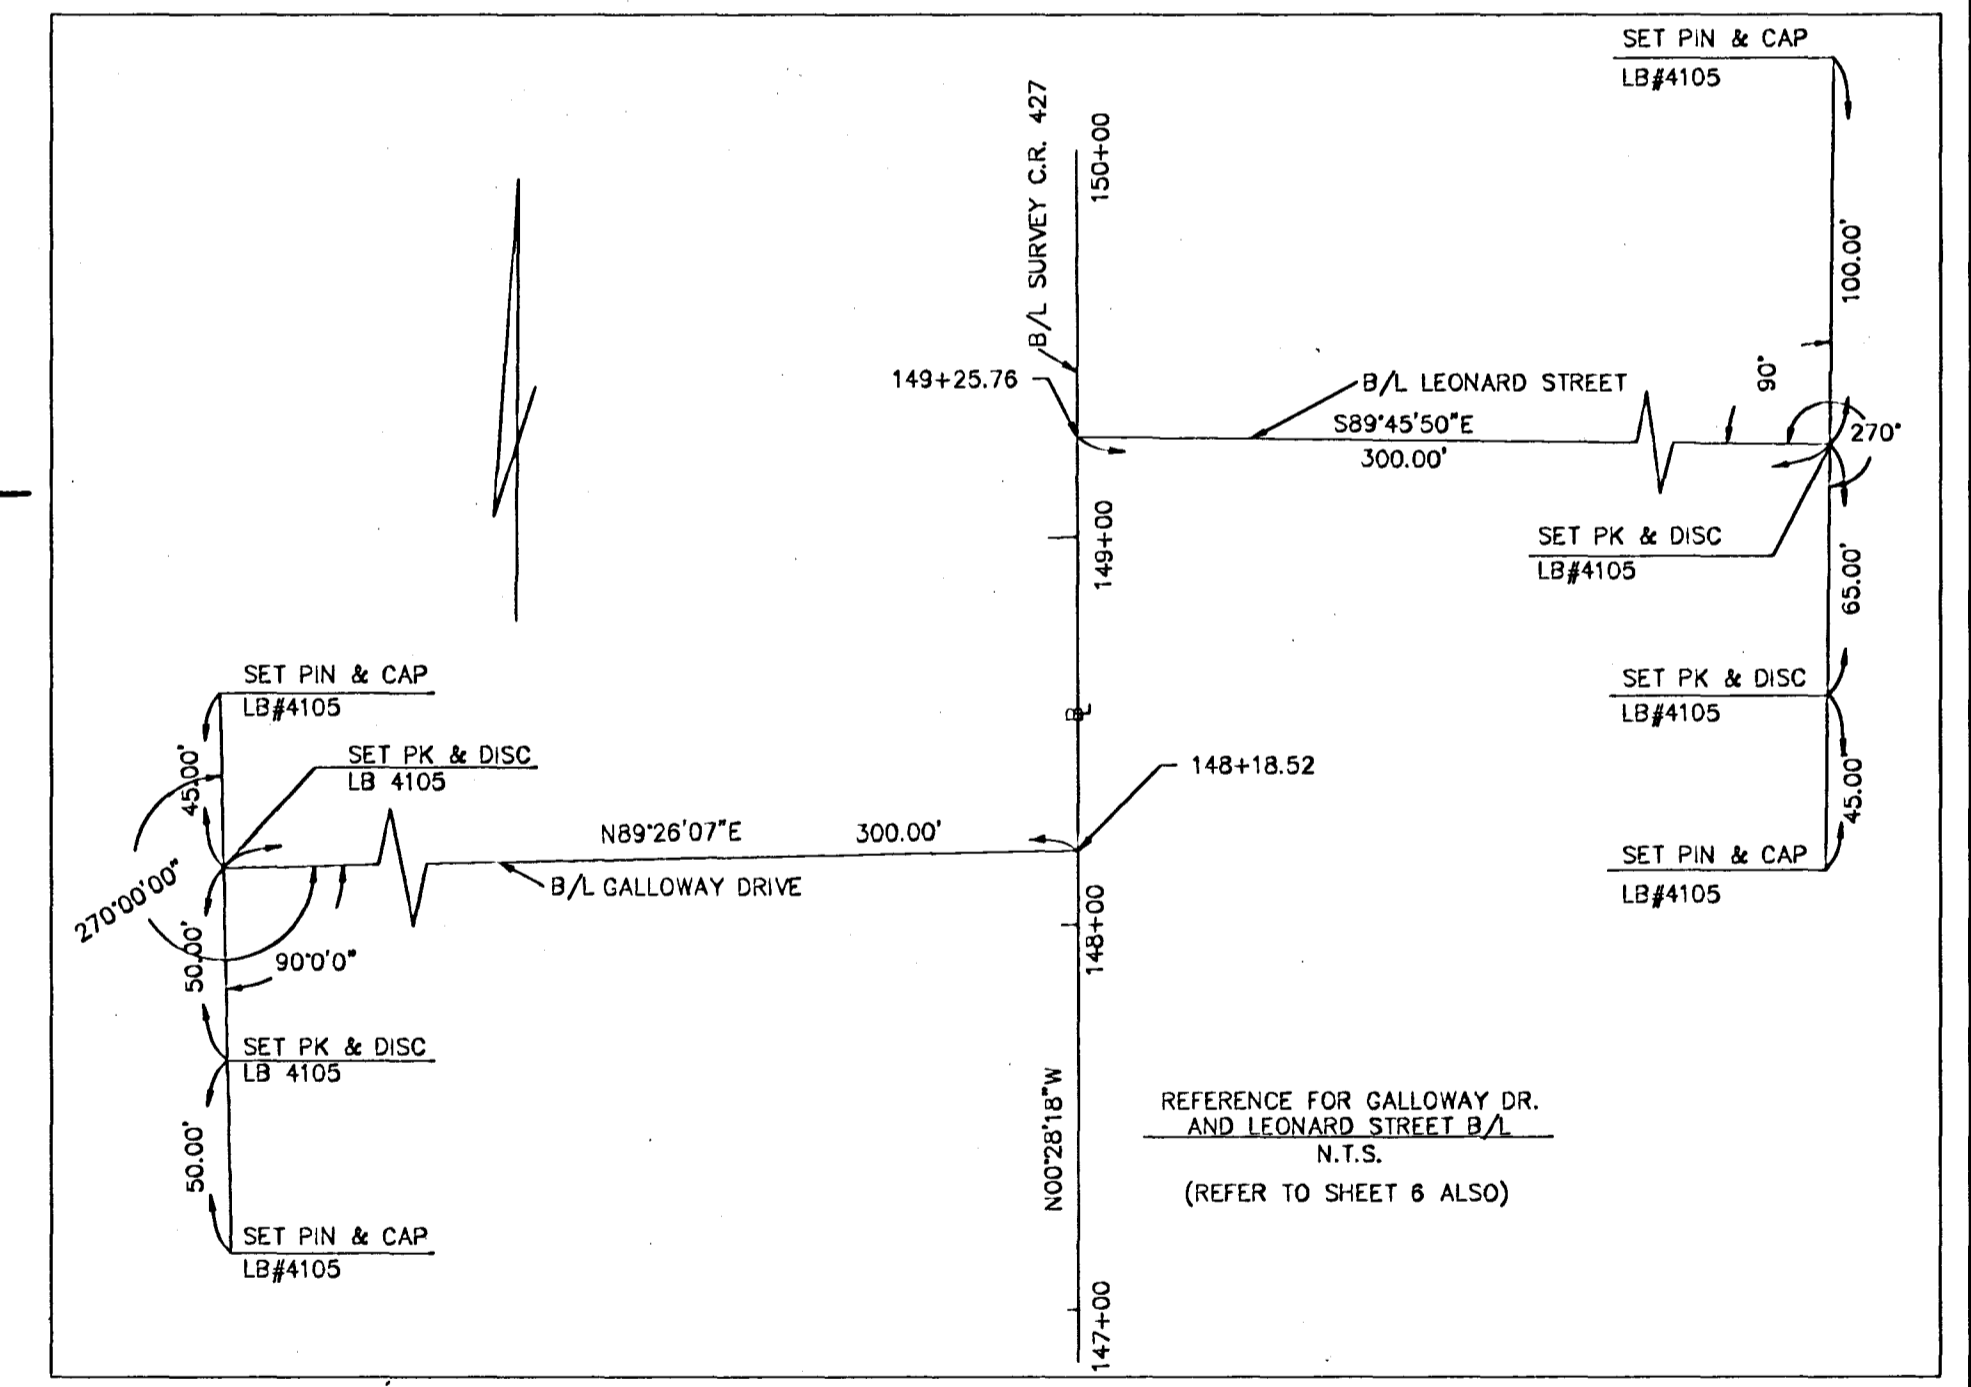 SET PIN & CAP
LB#4105
B/L SURVEY C.R. 427
150+00
100.00'
149+25.76
B/L LEONARD STREET
S89°45'50"E
300.00'
90°
270°
149+00
SET PK & DISC
LB#4105
65.00'
SET PIN & CAP
LB#4105
SET PK & DISC
LB#4105
45.00'
SET PK & DISC
LB 4105
148+18.52
45.00'
N89°26'07"E 300.00'
B/L GALLOWAY DRIVE
SET PIN & CAP
LB#4105
270°00'00"
50.00'
90°0'0"
148+00
BL
SET PK & DISC
LB 4105
50.00'
N00°28'18"W
REFERENCE FOR GALLOWAY DR.
AND LEONARD STREET B/L
N.T.S.
(REFER TO SHEET 6 ALSO)
SET PIN & CAP
LB#4105
147+00